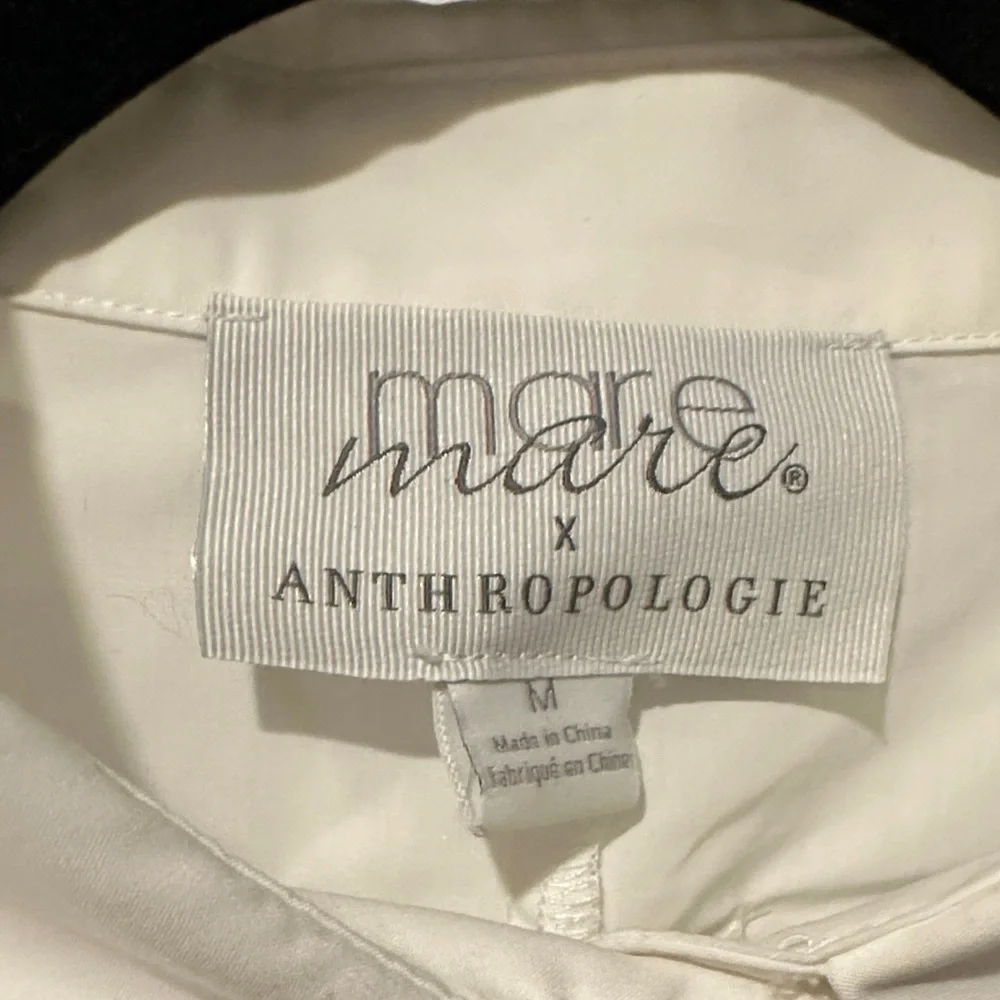 mare
mare®
X
ANTHROPOLOGIE
M
Made in China
Fabriqué en Chine